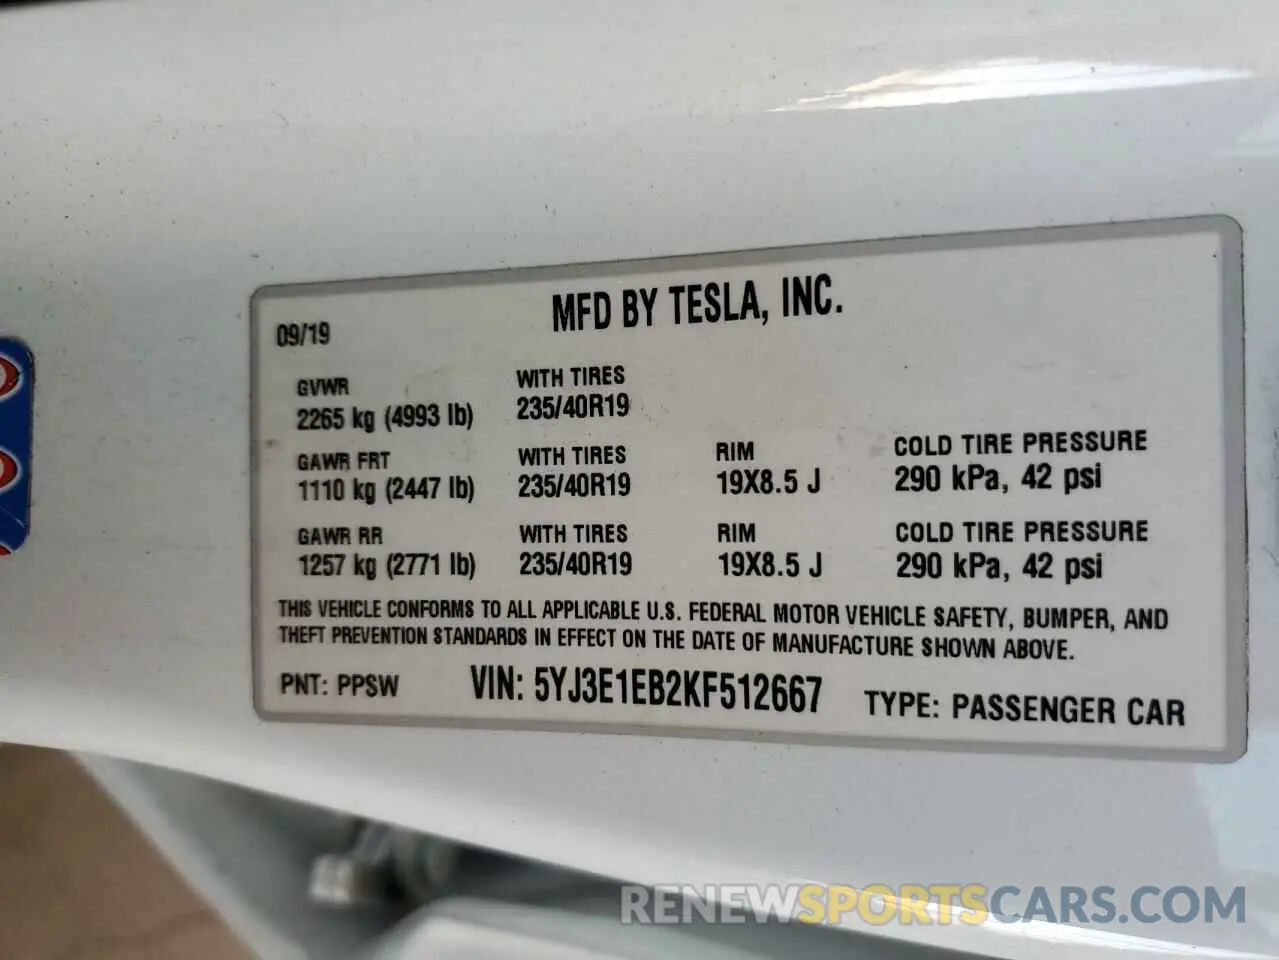 MFD BY TESLA, INC.
09/19
GVWR
2265 kg (4993 lb)
WITH TIRES
235/40R19
GAWR FRT
1110 kg (2447 lb)
WITH TIRES
235/40R19
RIM
19X8.5 J
COLD TIRE PRESSURE
290 kPa, 42 psi
GAWR RR
1257 kg (2771 lb)
WITH TIRES
235/40R19
RIM
19X8.5 J
COLD TIRE PRESSURE
290 kPa, 42 psi
THIS VEHICLE CONFORMS TO ALL APPLICABLE U.S. FEDERAL MOTOR VEHICLE SAFETY, BUMPER, AND
THEFT PREVENTION STANDARDS IN EFFECT ON THE DATE OF MANUFACTURE SHOWN ABOVE.
PNT: PPSW
VIN: 5YJ3E1EB2KF512667
TYPE: PASSENGER CAR
RENEWSPORTSCARS.COM